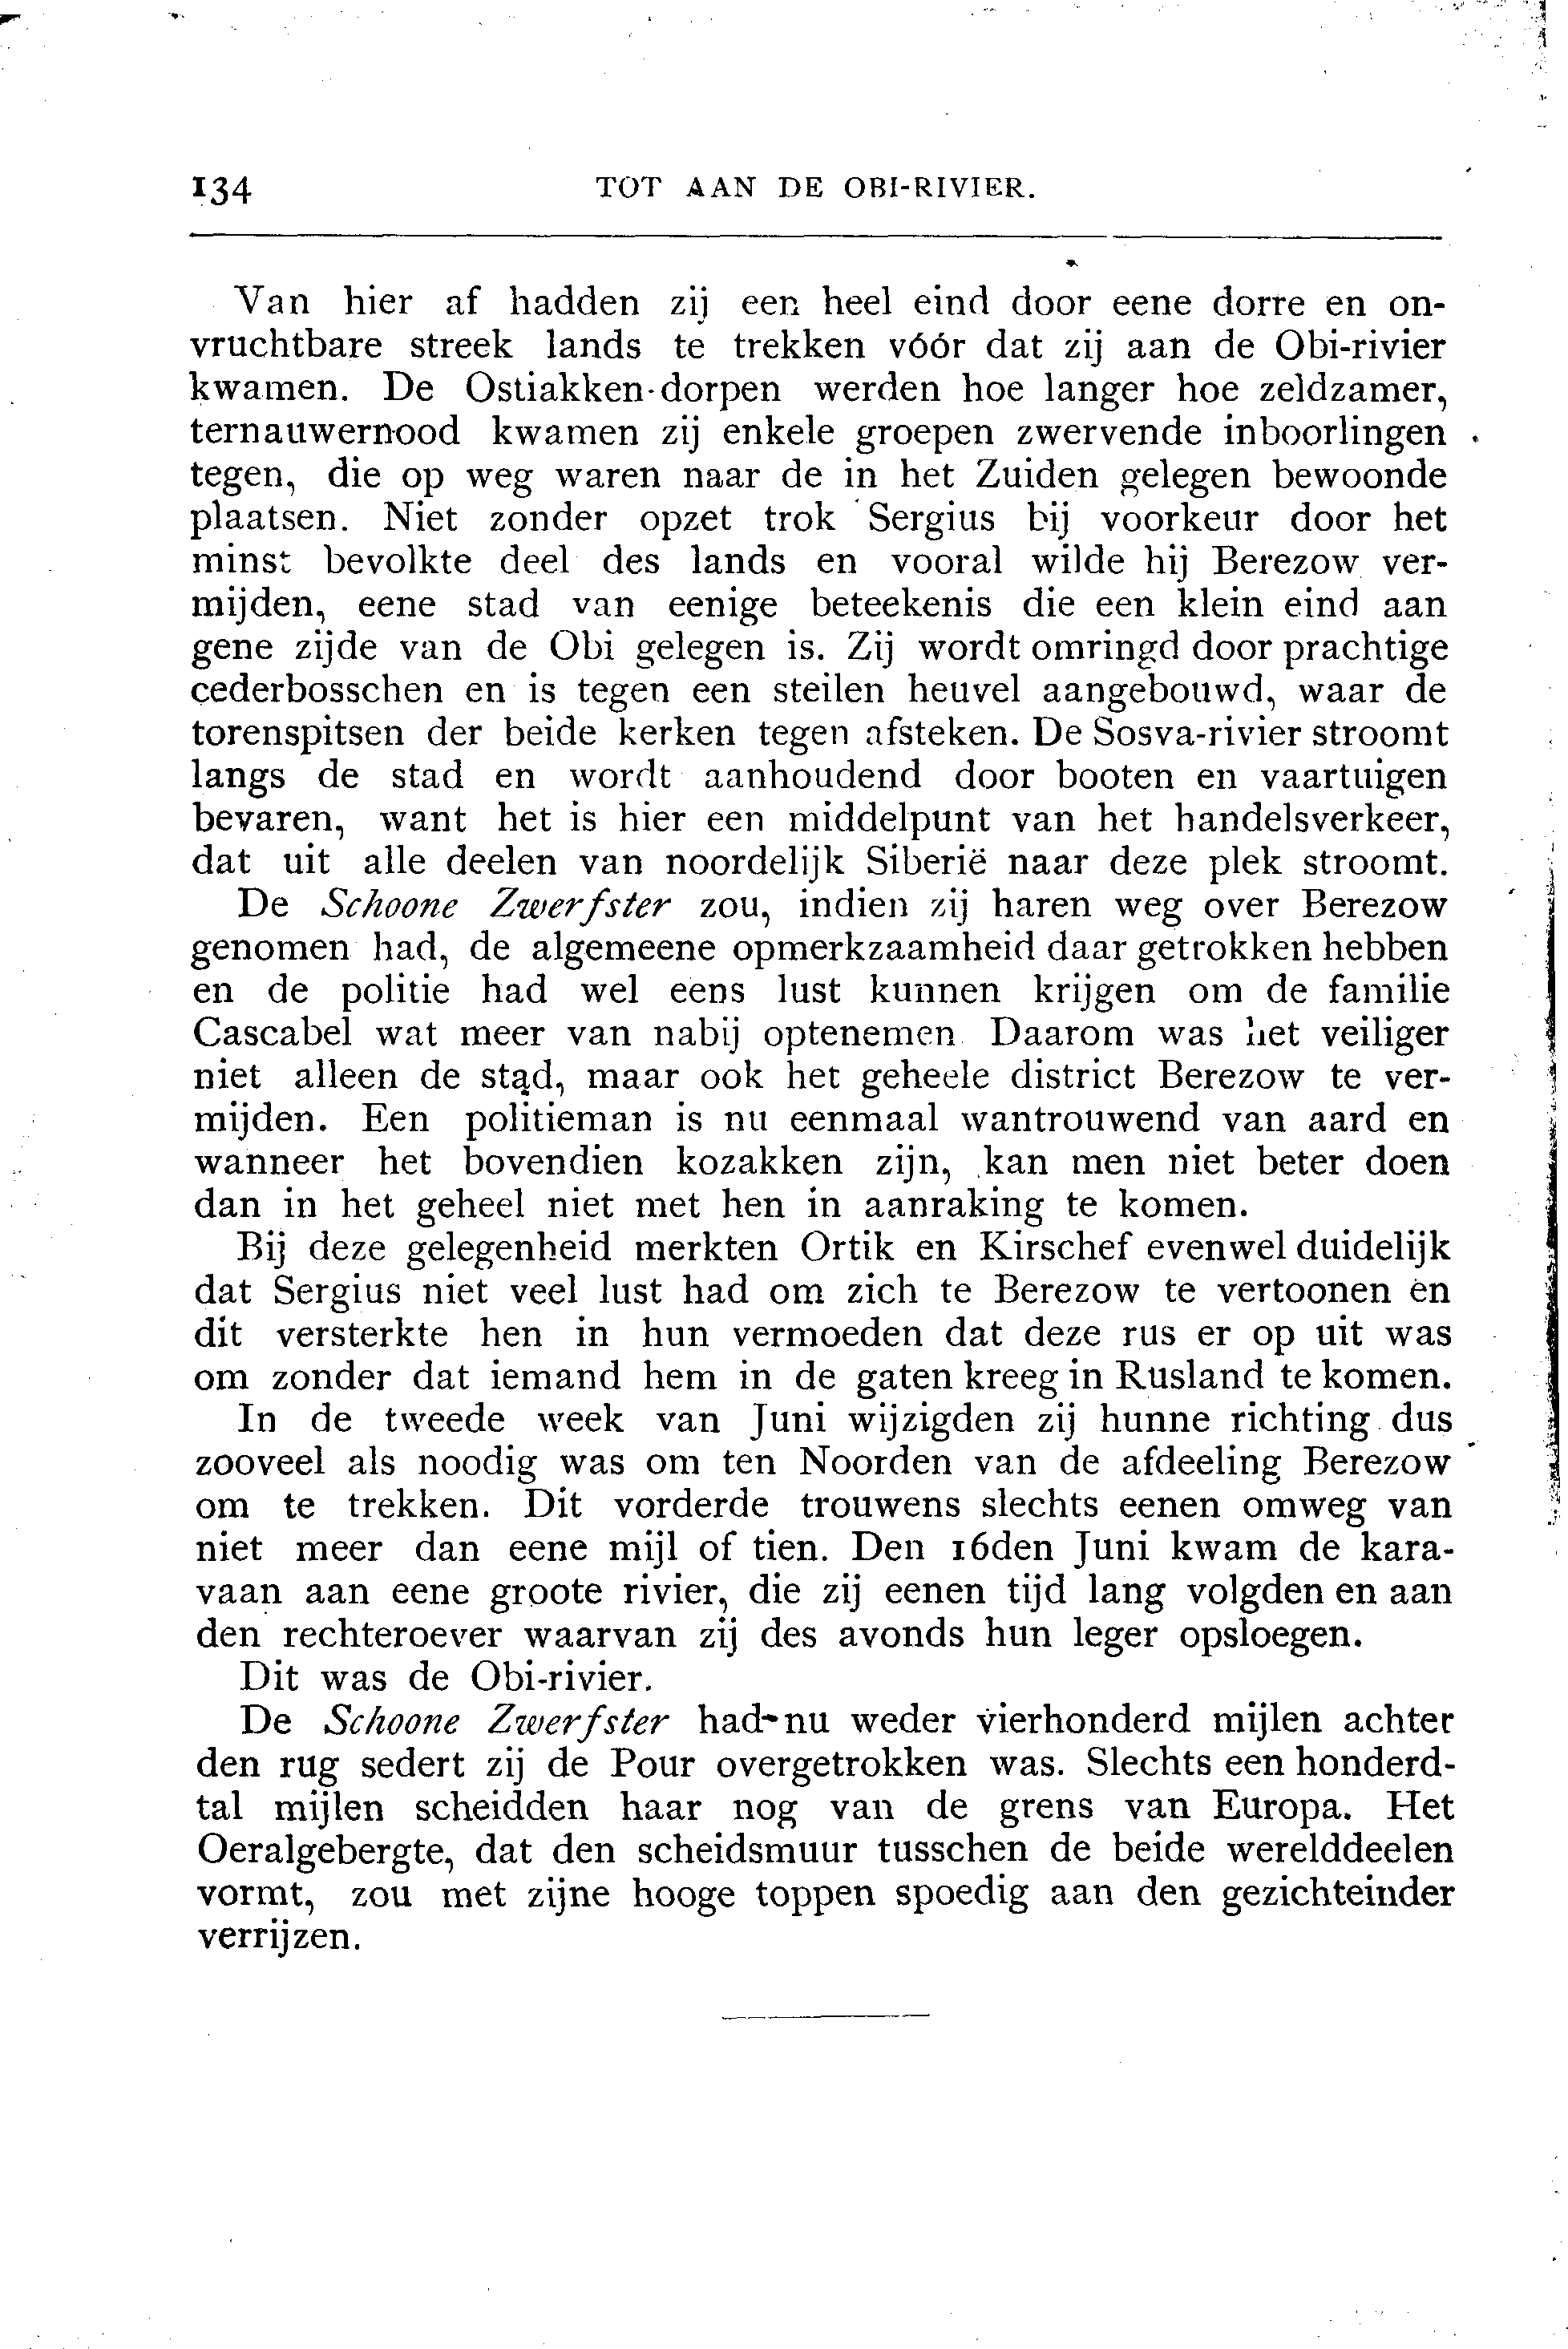 134 TOT AAN DE OBI-RIVIER.
Van hier af hadden zij een heel eind door eene dorre en on-
vruchtbare streek lands te trekken vóór dat zij aan de Obi-rivier
kwamen. De Ostiakken-dorpen werden hoe langer hoe zeldzamer,
ternauwernood kwamen zij enkele groepen zwervende inboorlingen
tegen, die op weg waren naar de in het Zuiden gelegen bewoonde
plaatsen. Niet zonder opzet trok Sergius bij voorkeur door het
minst bevolkte deel des lands en vooral wilde hij Berezow ver-
mijden, eene stad van eenige beteekenis die een klein eind aan
gene zijde van de Obi gelegen is. Zij wordt omringd door prachtige
cederbosschen en is tegen een steilen heuvel aangebouwd, waar de
torenspitsen der beide kerken tegen afsteken. De Sosva-rivier stroomt
langs de stad en wordt aanhoudend door booten en vaartuigen
bevaren, want het is hier een middelpunt van het handelsverkeer,
dat uit alle deelen van noordelijk Siberië naar deze plek stroomt.
De Schoone Zwerfster zou, indien zij haren weg over Berezow
genomen had, de algemeene opmerkzaamheid daar getrokken hebben
en de politie had wel eens lust kunnen krijgen om de familie
Cascabel wat meer van nabij optenemen. Daarom was het veiliger
niet alleen de stad, maar ook het geheele district Berezow te ver-
mijden. Een politieman is nu eenmaal wantrouwend van aard en
wanneer het bovendien kozakken zijn, kan men niet beter doen
dan in het geheel niet met hen in aanraking te komen.
Bij deze gelegenheid merkten Ortik en Kirschef evenwel duidelijk
dat Sergius niet veel lust had om zich te Berezow te vertoonen en
dit versterkte hen in hun vermoeden dat deze rus er op uit was
om zonder dat iemand hem in de gaten kreeg in Rusland te komen.
In de tweede week van Juni wijzigden zij hunne richting dus
zooveel als noodig was om ten Noorden van de afdeeling Berezow
om te trekken. Dit vorderde trouwens slechts eenen omweg van
niet meer dan eene mijl of tien. Den 16den Juni kwam de kara-
vaan aan eene groote rivier, die zij eenen tijd lang volgden en aan
den rechteroever waarvan zij des avonds hun leger opsloegen.
Dit was de Obi-rivier.
De Schoone Zwerfster had nu weder vierhonderd mijlen achter
den rug sedert zij de Pour overgetrokken was. Slechts een honderd-
tal mijlen scheidden haar nog van de grens van Europa. Het
Oeralgebergte, dat den scheidsmuur tusschen de beide werelddeelen
vormt, zou met zijne hooge toppen spoedig aan den gezichteinder
verrijzen.